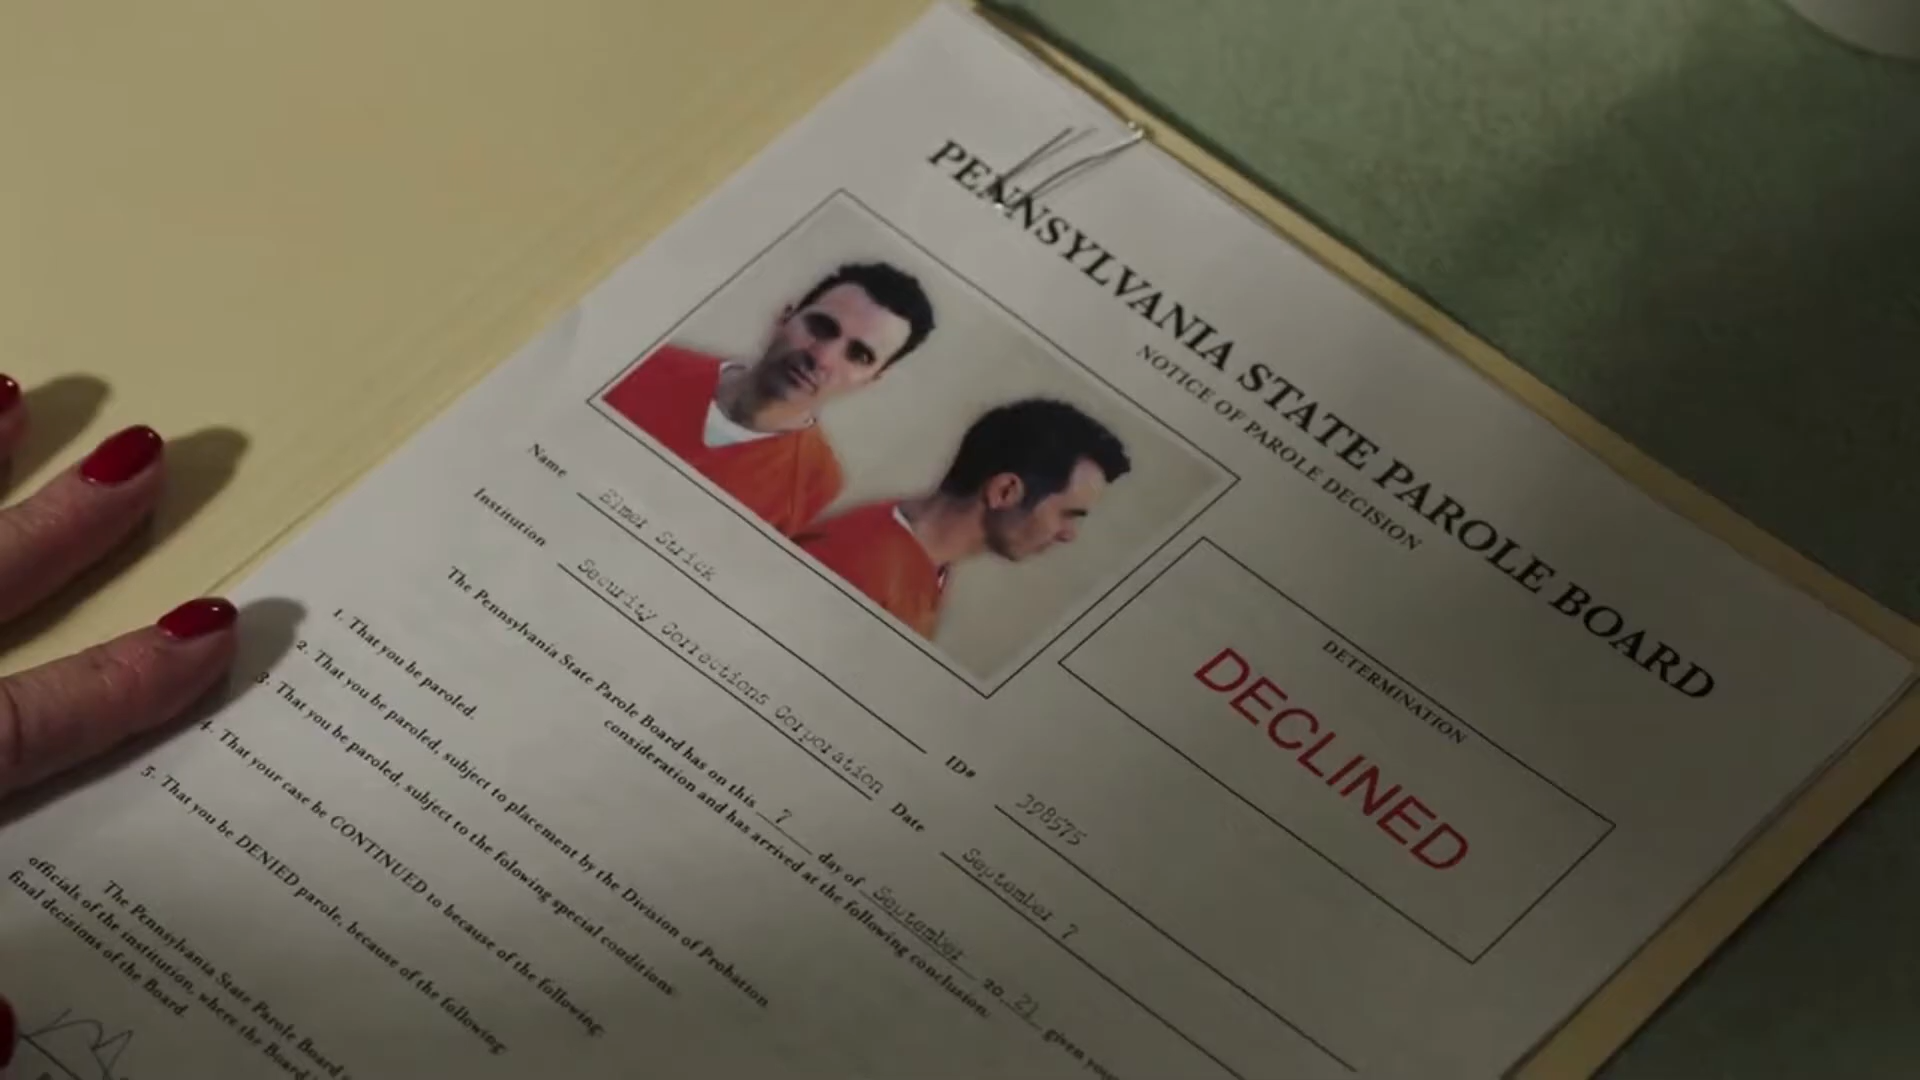 PENNSYLVANIA STATE PAROLE BOARD
NOTICE OF PAROLE DECISION
DETERMINATION
DECLINED
Name Elmer Strick ID# 398575
Institution Security Corrections Corporation Date September 7
The Pennsylvania State Parole Board has on this 7 day of September 20 21 given your
consideration and has arrived at the following conclusion:
1. That you be paroled.
2. That you be paroled, subject to placement by the Division of Probation
3. That you be paroled, subject to the folowing special conditions:
4. That your case be CONTINUED to because of the following:
5. That you be DENIED parole, because of the following:
The Pennsylvania State Parole Board
officials of the institution, where the Board
final decisions of the Board.